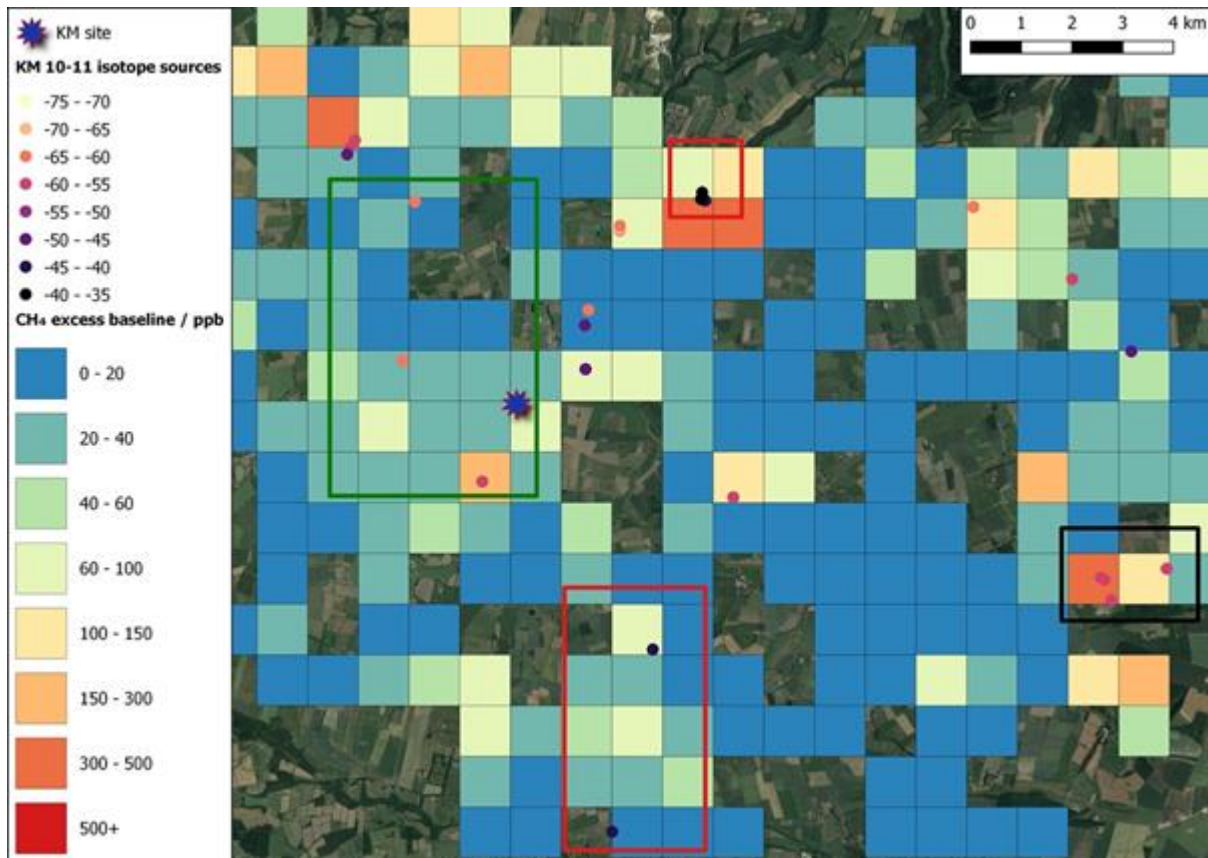 KM site
KM 10-11 isotope sources
-75 - -70
-70 - -65
-65 - -60
-60 - -55
-55 - -50
-50 - -45
-45 - -40
-40 - -35
CH₄ excess baseline / ppb
0 - 20
20 - 40
40 - 60
60 - 100
100 - 150
150 - 300
300 - 500
500+
0 1 2 3 4 km